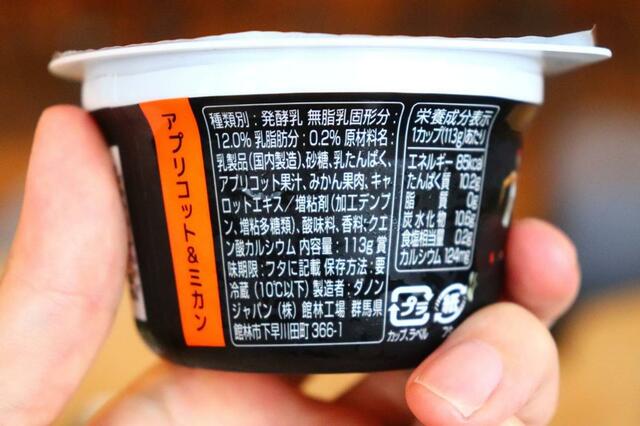 アプリコット&ミカン
種類別:発酵乳 無脂乳固形分:
12.0% 乳脂肪分:0.2% 原材料名:
乳製品(国内製造)、砂糖、乳たんぱく、
アプリコット果汁、みかん果肉、キャ
ロットエキス/増粘剤(加工デンプ
ン、増粘多糖類)、酸味料、香料、クエ
ン酸カルシウム 内容量:113g 賞
味期限:フタに記載 保存方法:要
冷蔵(10℃以下) 製造者:ダノン
ジャパン(株) 館林工場 群馬県
館林市下早川田町 366-1
栄養成分表示
1カップ(113g)あたり
エネルギー 85kcal
たんぱく質 10.2g
脂質 0g
炭水化物 10.6g
食塩相当量 0.2g
カルシウム 124mg
プラ 紙
カップ、ラベル フタ